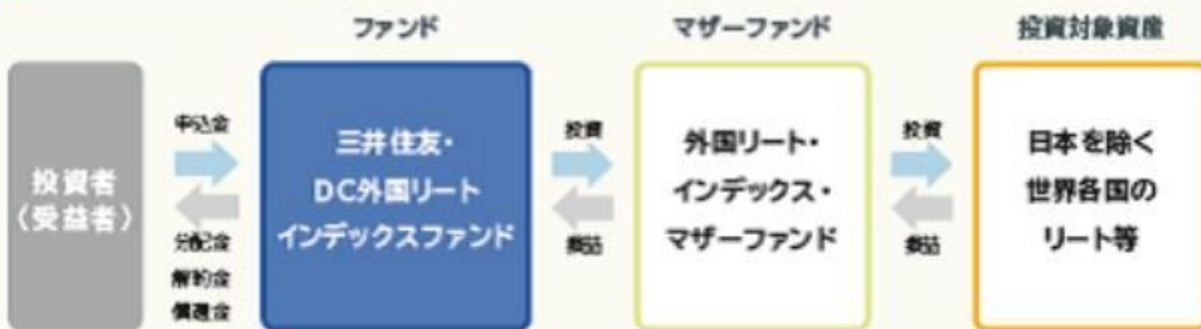 ファンド
マザーファンド
投資対象資産
投資者
（受益者）
申込金
分配金
解約金
償還金
三井住友・
DC外国リート
インデックスファンド
投資
損益
外国リート・
インデックス・
マザーファンド
投資
損益
日本を除く
世界各国の
リート等